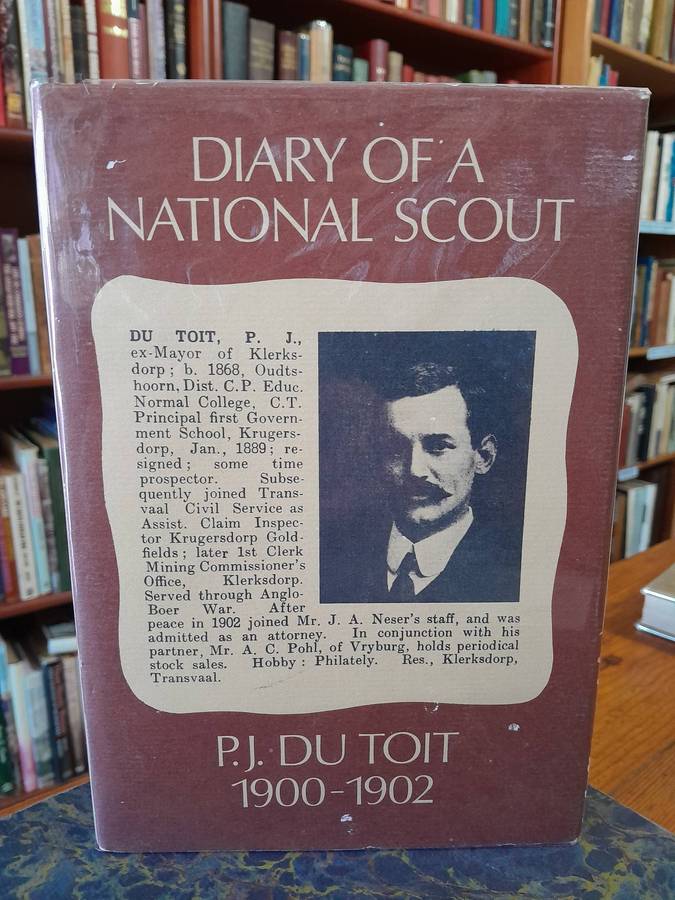 DIARY OF A
NATIONAL SCOUT
DU TOIT, P. J.,
ex-Mayor of Klerks-
dorp ; b. 1868, Oudts-
hoorn, Dist. C.P. Educ.
Normal College, C.T.
Principal first Govern-
ment School, Krugers-
dorp, Jan., 1889 ; re-
signed ; some time
prospector. Subse-
quently joined Trans-
vaal Civil Service as
Assist. Claim Inspec-
tor Krugersdorp Gold-
fields ; later 1st Clerk
Mining Commissioner's
Office, Klerksdorp.
Served through Anglo-
Boer War. After
peace in 1902 joined Mr. J. A. Neser's staff, and was
admitted as an attorney. In conjunction with his
partner, Mr. A. C. Pohl, of Vryburg, holds periodical
stock sales. Hobby : Philately. Res., Klerksdorp,
Transvaal.
P.J. DU TOIT
1900-1902